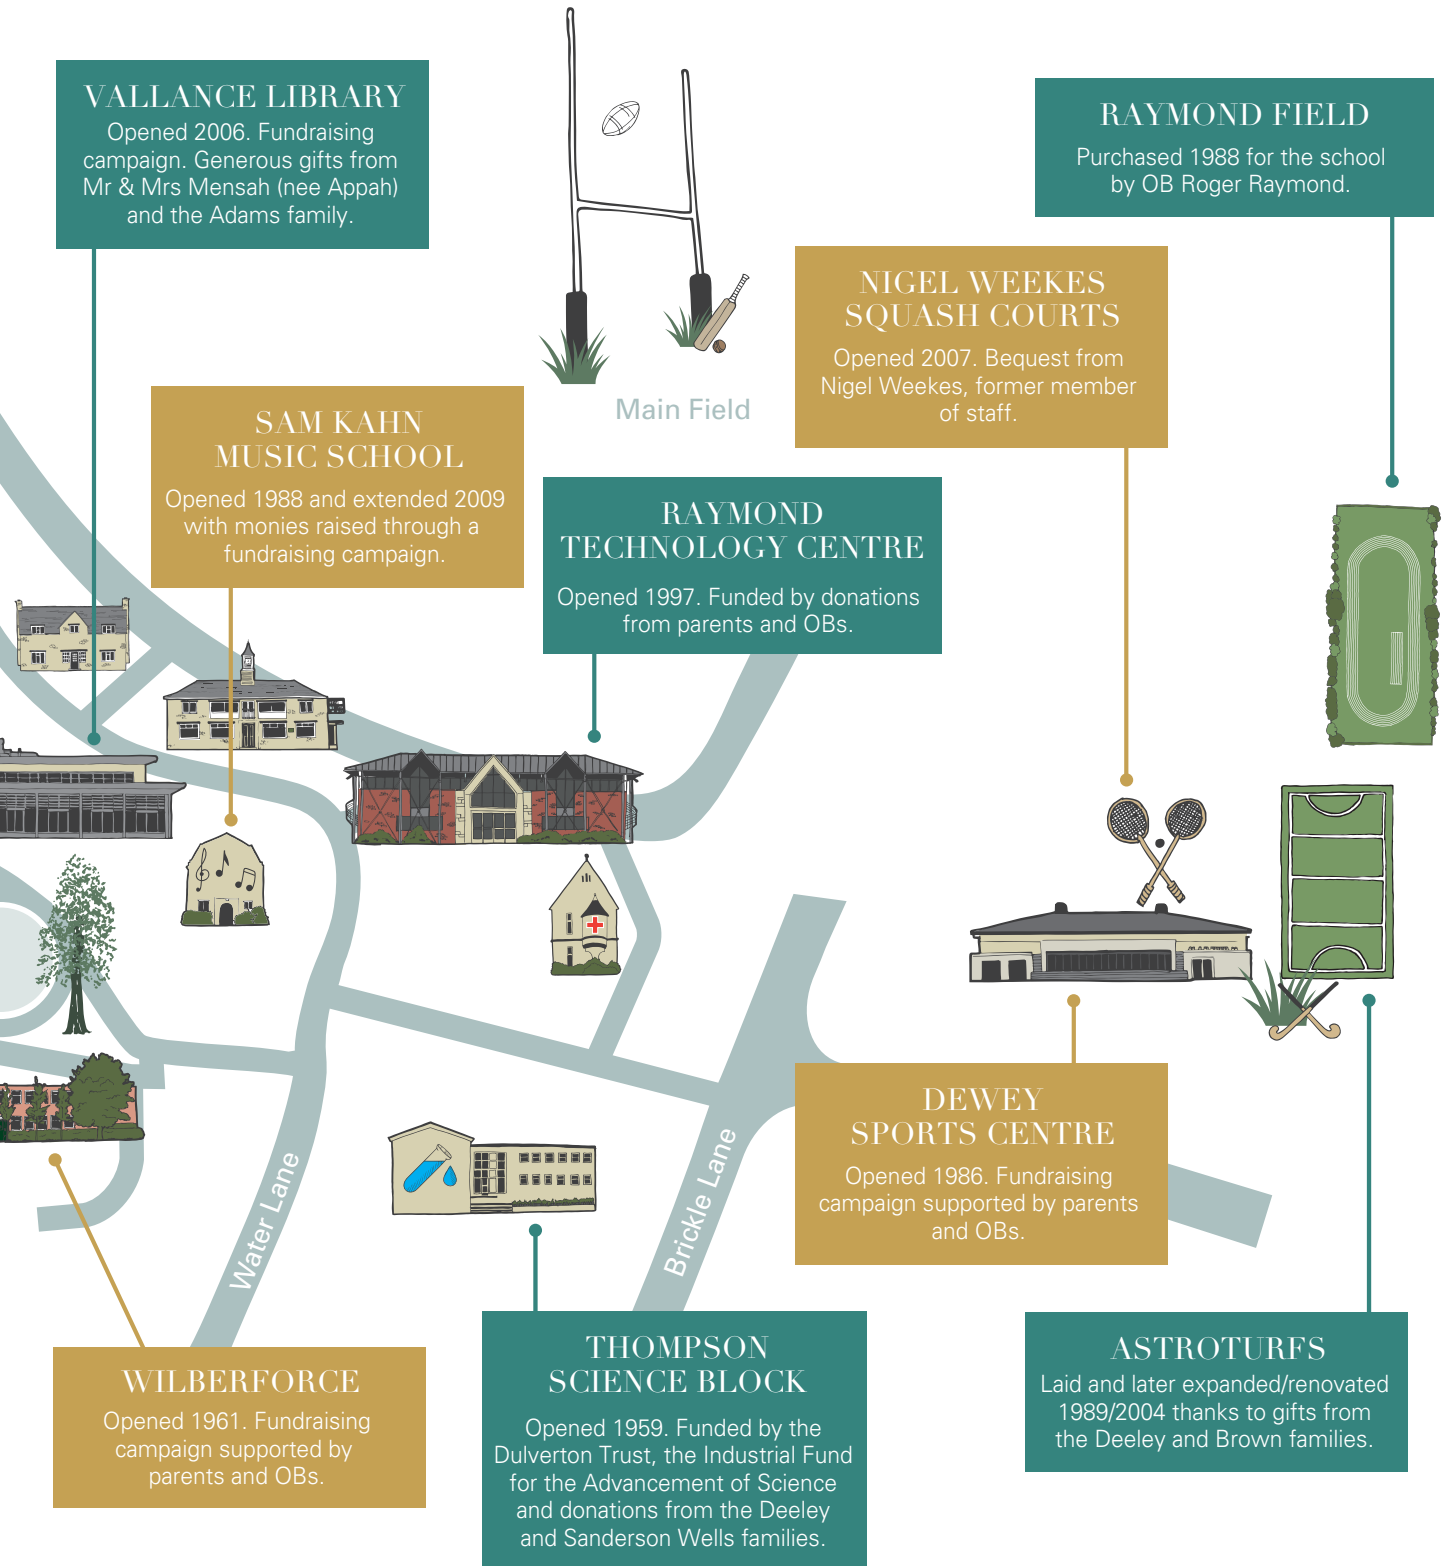 VALLANCE LIBRARY
Opened 2006. Fundraising
campaign. Generous gifts from
Mr & Mrs Mensah (nee Appah)
and the Adams family.
RAYMOND FIELD
Purchased 1988 for the school
by OB Roger Raymond.
NIGEL WEEKES
SQUASH COURTS
Opened 2007. Bequest from
Nigel Weekes, former member
of staff.
Main Field
SAM KAHN
MUSIC SCHOOL
Opened 1988 and extended 2009
with monies raised through a
fundraising campaign.
RAYMOND
TECHNOLOGY CENTRE
Opened 1997. Funded by donations
from parents and OBs.
DEWEY
SPORTS CENTRE
Opened 1986. Fundraising
campaign supported by parents
and OBs.
Water Lane
Brickle Lane
WILBERFORCE
Opened 1961. Fundraising
campaign supported by
parents and OBs.
THOMPSON
SCIENCE BLOCK
Opened 1959. Funded by the
Dulverton Trust, the Industrial Fund
for the Advancement of Science
and donations from the Deeley
and Sanderson Wells families.
ASTROTURFS
Laid and later expanded/renovated
1989/2004 thanks to gifts from
the Deeley and Brown families.